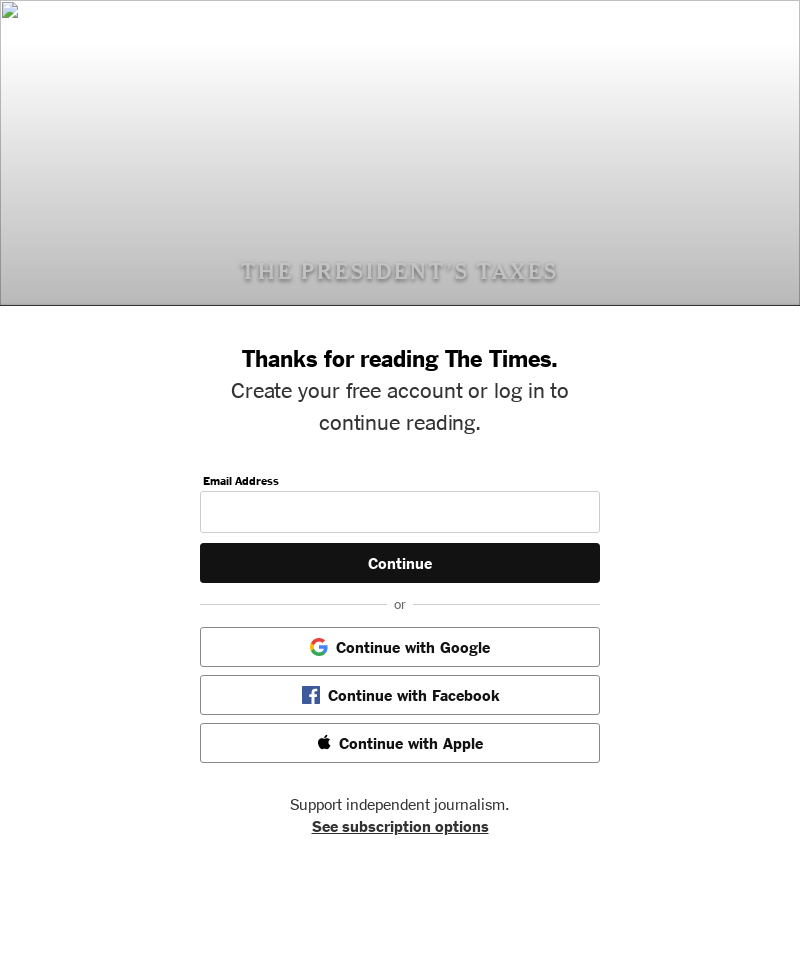 THE PRESIDENT'S TAXES
Thanks for reading The Times.
Create your free account or log in to
continue reading.
Email Address
Continue
or
Continue with Google
Continue with Facebook
Continue with Apple
Support independent journalism.
See subscription options